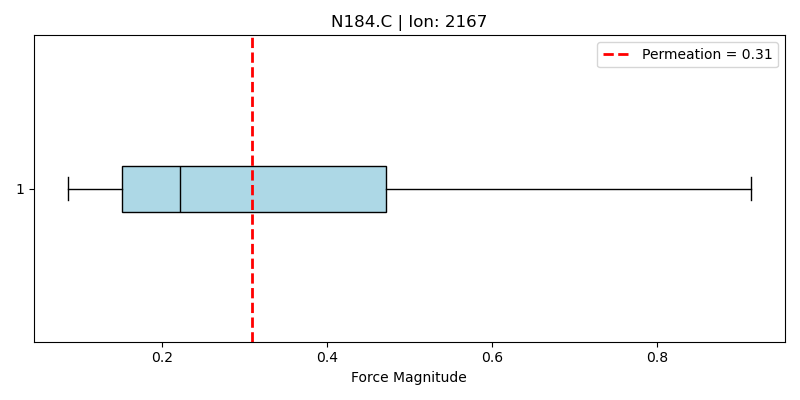 N184.C | Ion: 2167
Permeation = 0.31
1
0.2 0.4 0.6 0.8
Force Magnitude